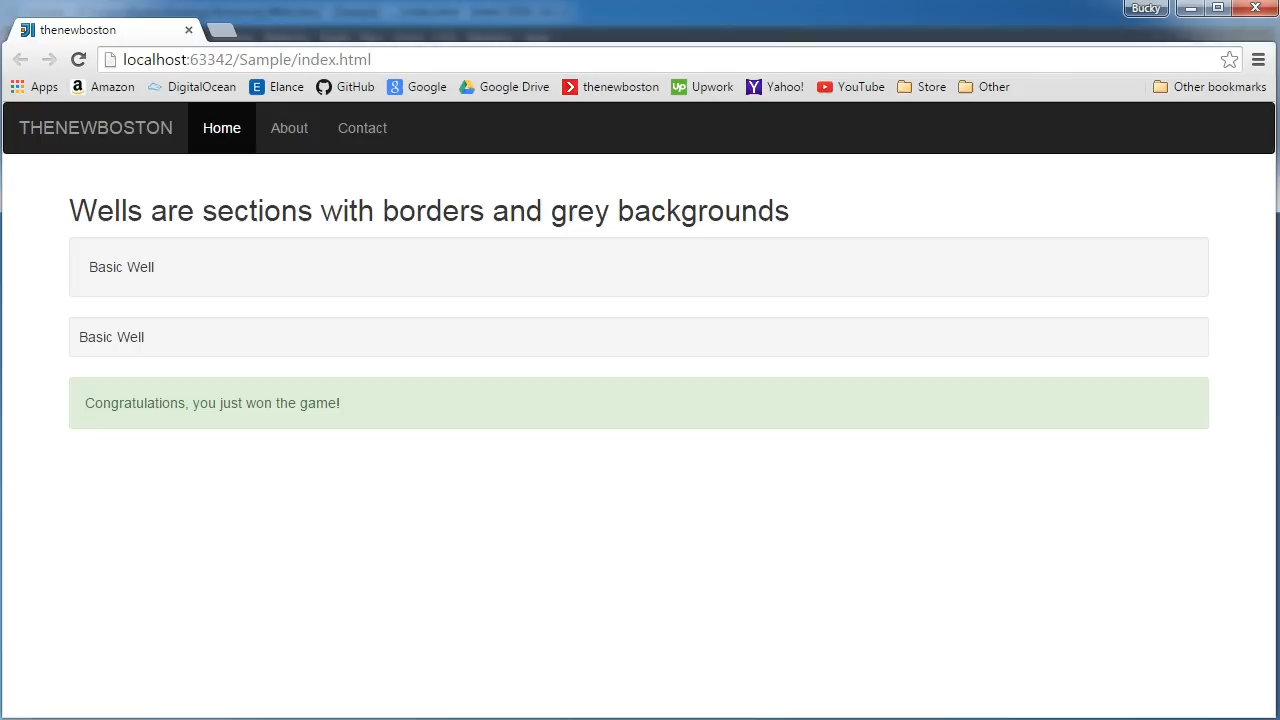 Bucky
thenewboston
localhost:63342/Sample/index.html
Apps Amazon DigitalOcean Elance GitHub Google Google Drive thenewboston Upwork Yahoo! YouTube Store Other Other bookmarks
THENEWBOSTON Home About Contact
Wells are sections with borders and grey backgrounds
Basic Well
Basic Well
Congratulations, you just won the game!